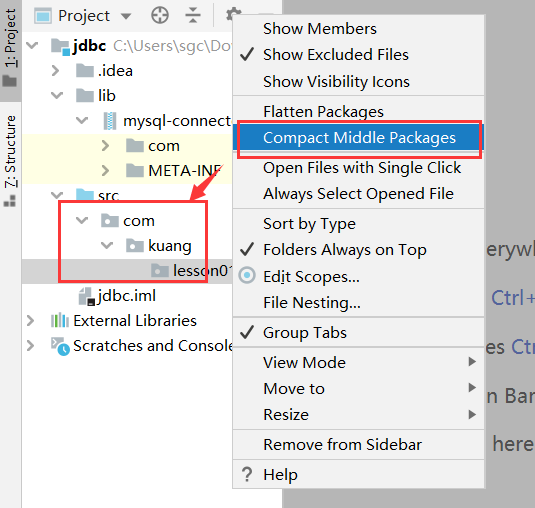 1: Project
Z: Structure
Project
jdbc C:\Users\sgc\Do
.idea
lib
mysql-connect
com
META-INF
src
com
kuang
lesson01
jdbc.iml
External Libraries
Scratches and Console
Show Members
Show Excluded Files
Show Visibility Icons
Flatten Packages
Compact Middle Packages
Open Files with Single Click
Always Select Opened File
Sort by Type
Folders Always on Top
Edit Scopes...
File Nesting...
Group Tabs
View Mode
Move to
Resize
Remove from Sidebar
? Help
erywh
Ctrl+
es Ctr
n Bar
here